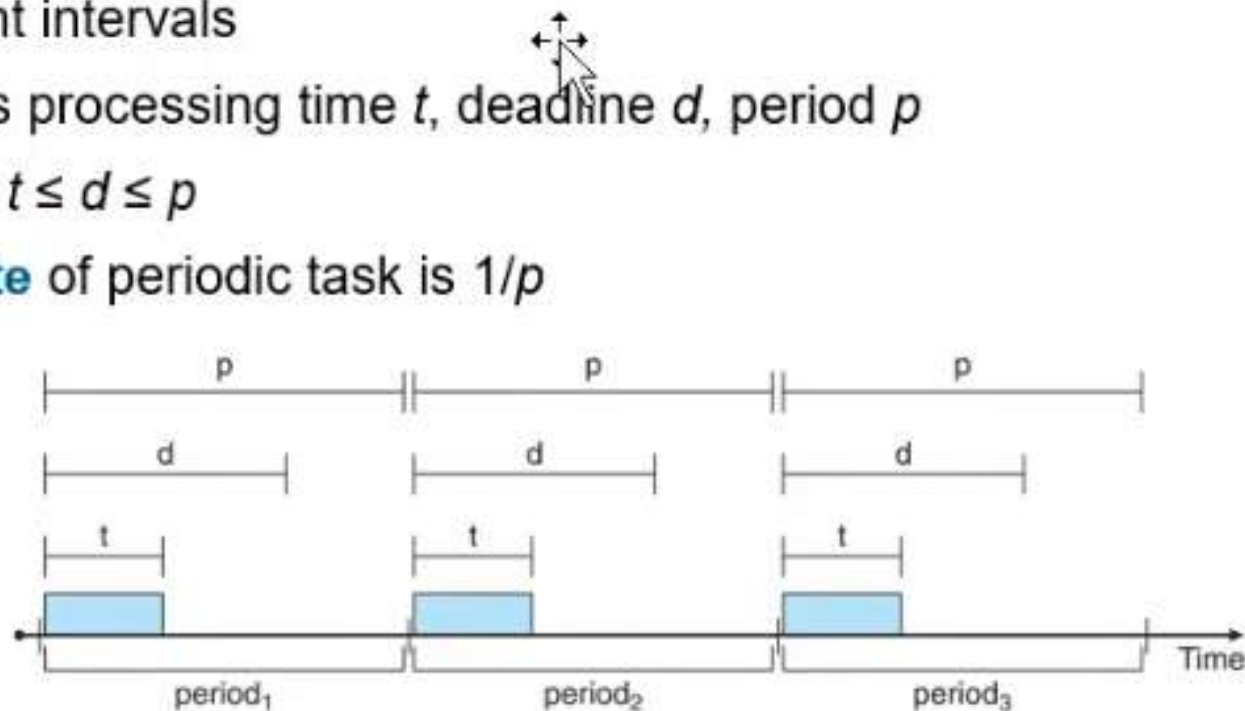 nt intervals
s processing time t, deadline d, period p
t ≤ d ≤ p
te of periodic task is 1/p
p p p
d d d
t t t
Time
period₁ period₂ period₃